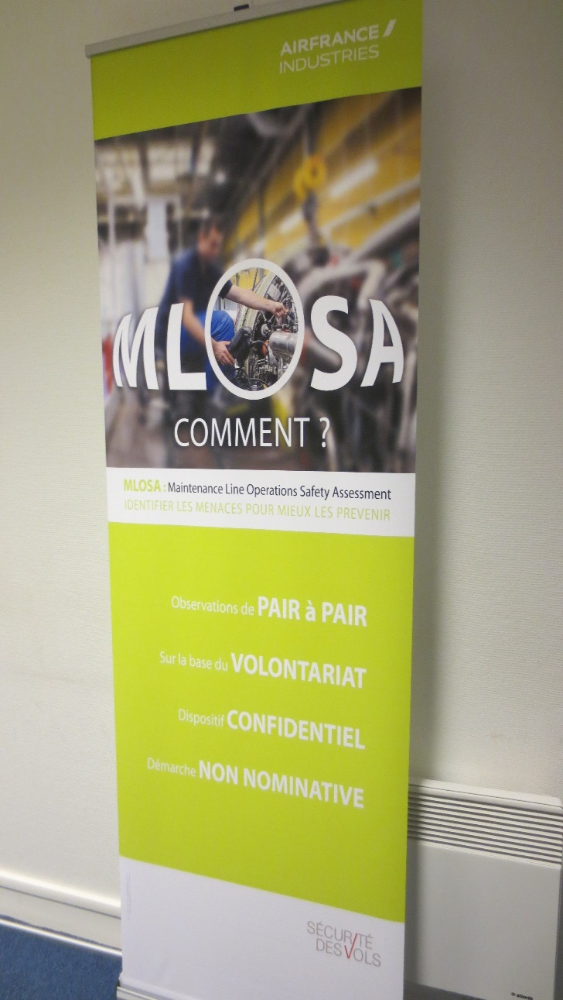 AIRFRANCE
INDUSTRIES
MLOSA
COMMENT ?
MLOSA : Maintenance Line Operations Safety Assessment
IDENTIFIER LES MENACES POUR MIEUX LES PREVENIR
Observations de PAIR à PAIR
Sur la base du VOLONTARIAT
Dispositif CONFIDENTIEL
Démarche NON NOMINATIVE
SÉCURITÉ
DES VOLS
atlantic